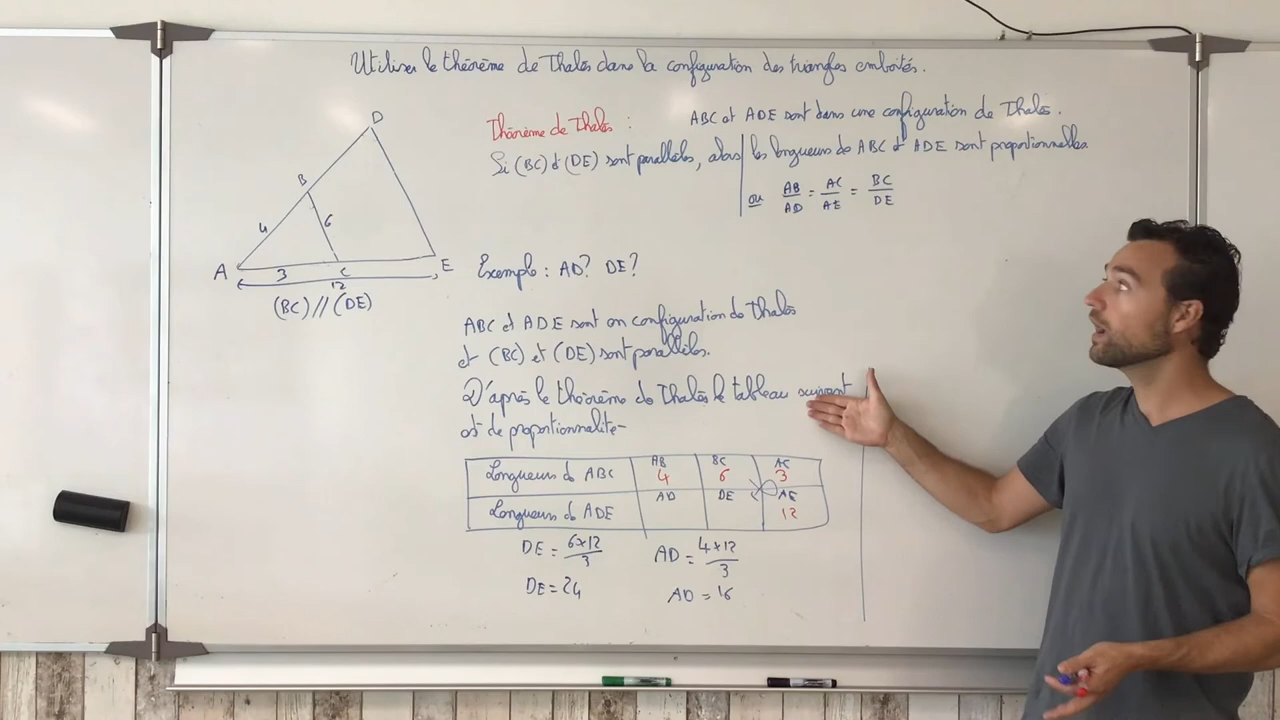 Utiliser le théorème de Thalès dans la configuration des triangles emboités.
Théorème de Thalès : ABC et ADE sont dans une configuration de Thalès.
Si (BC) et (DE) sont parallèles, alors les longueurs de ABC et ADE sont proportionnelles.
ou AB/AD = AC/AE = BC/DE
D
B
4
6
A
3
C
E
12
(BC) // (DE)
Exemple : AD? DE?
ABC et ADE sont en configuration de Thalès
et (BC) et (DE) sont parallèles.
D'après le théorème de Thalès le tableau suivant
est de proportionnalité
Longueurs de ABC AB 4 BC 6 AC 3
Longueurs de ADE AD DE AE 12
DE = 6×12/3 AD = 4×12/3
DE = 24 AD = 16